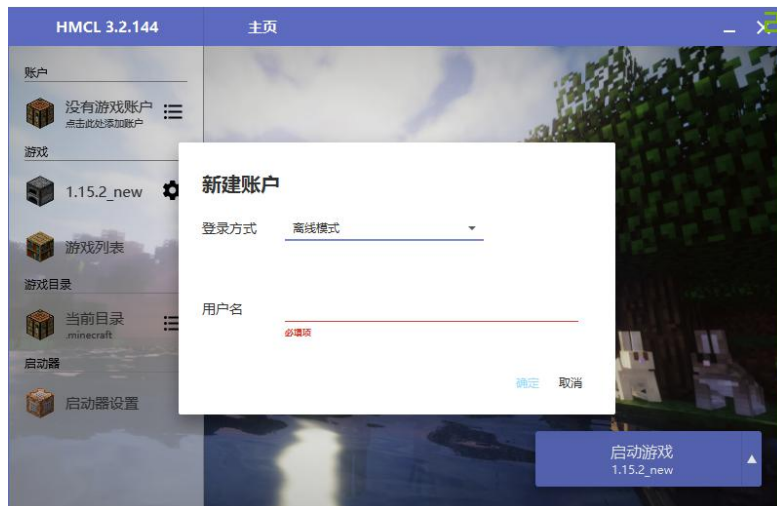 HMCL 3.2.144
主页
账户
没有游戏账户
点击此处添加账户
游戏
1.15.2_new
游戏列表
游戏目录
当前目录
.minecraft
启动器
启动器设置
新建账户
登录方式
离线模式
用户名
必填项
确定
取消
启动游戏
1.15.2_new